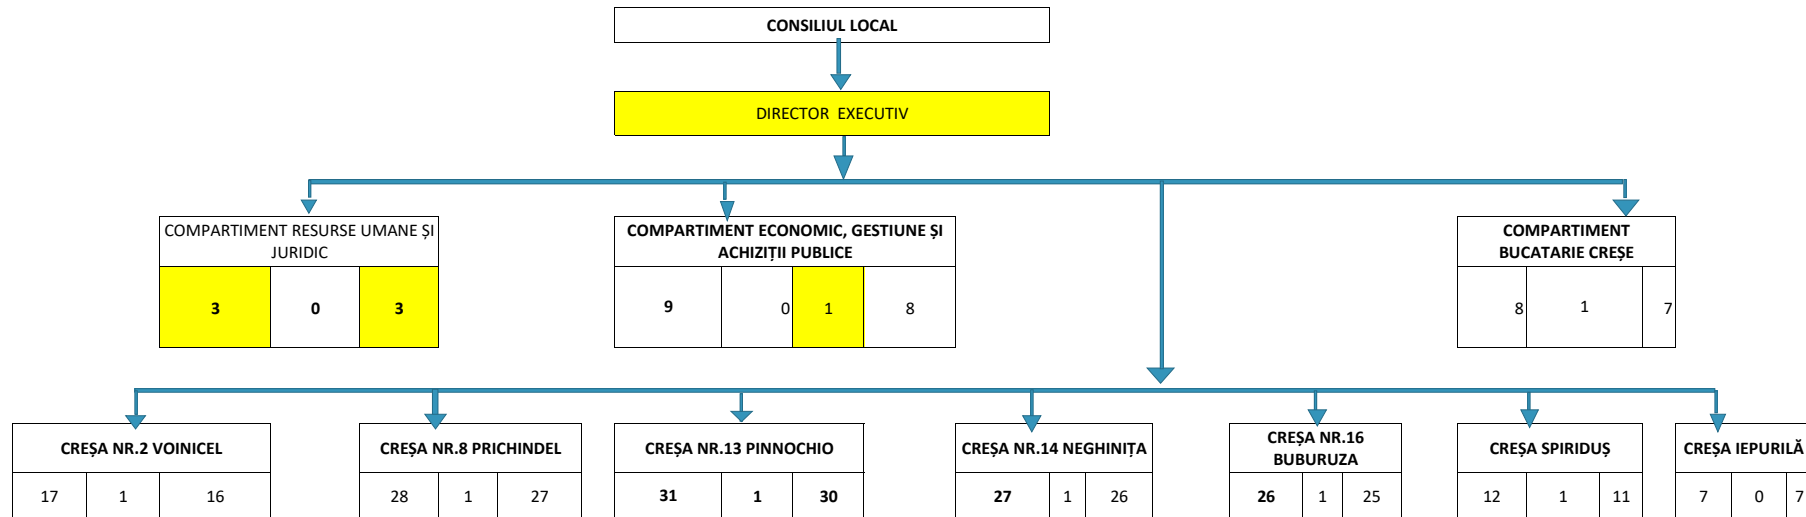 CONSILIUL LOCAL
DIRECTOR EXECUTIV
COMPARTIMENT RESURSE UMANE ȘI
JURIDIC
3 0 3
COMPARTIMENT ECONOMIC, GESTIUNE ȘI
ACHIZIȚII PUBLICE
9 0 1 8
COMPARTIMENT
BUCATARIE CREȘE
8 1 7
CREȘA NR.2 VOINICEL
17 1 16
CREȘA NR.8 PRICHINDEL
28 1 27
CREȘA NR.13 PINNOCHIO
31 1 30
CREȘA NR.14 NEGHINIȚA
27 1 26
CREȘA NR.16
BUBURUZA
26 1 25
CREȘA SPIRIDUȘ
12 1 11
CREȘA IEPURILĂ
7 0 7